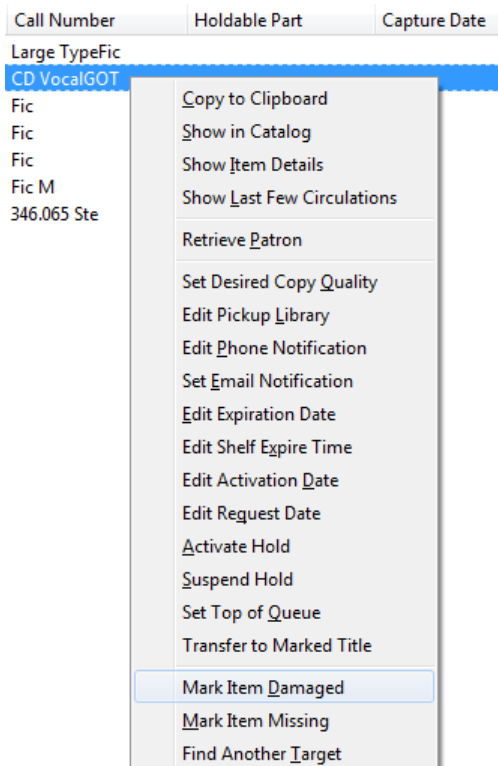 Call Number Holdable Part Capture Date
Large TypeFic
CD VocalGOT
Fic
Fic
Fic
Fic M
346.065 Ste
Copy to Clipboard
Show in Catalog
Show Item Details
Show Last Few Circulations
Retrieve Patron
Set Desired Copy Quality
Edit Pickup Library
Edit Phone Notification
Set Email Notification
Edit Expiration Date
Edit Shelf Expire Time
Edit Activation Date
Edit Request Date
Activate Hold
Suspend Hold
Set Top of Queue
Transfer to Marked Title
Mark Item Damaged
Mark Item Missing
Find Another Target